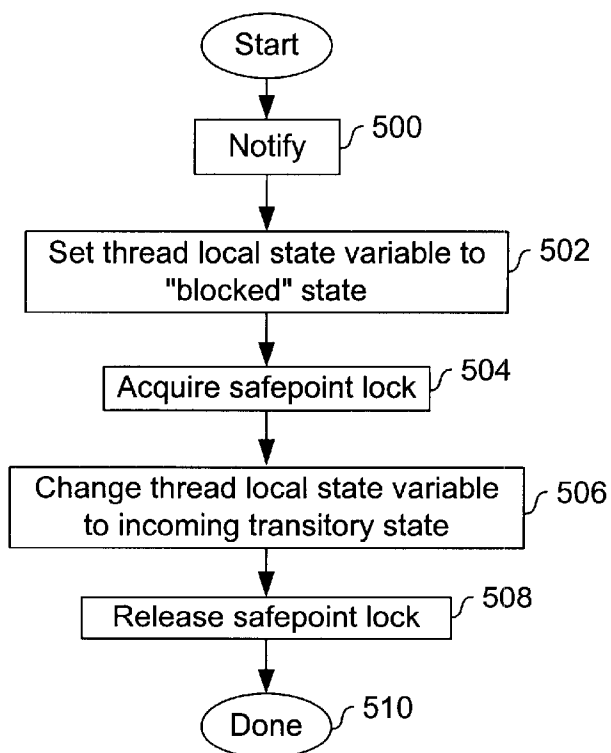 Start
Notify
500
Set thread local state variable to
"blocked" state
502
Acquire safepoint lock
504
Change thread local state variable
to incoming transitory state
506
Release safepoint lock
508
Done
510